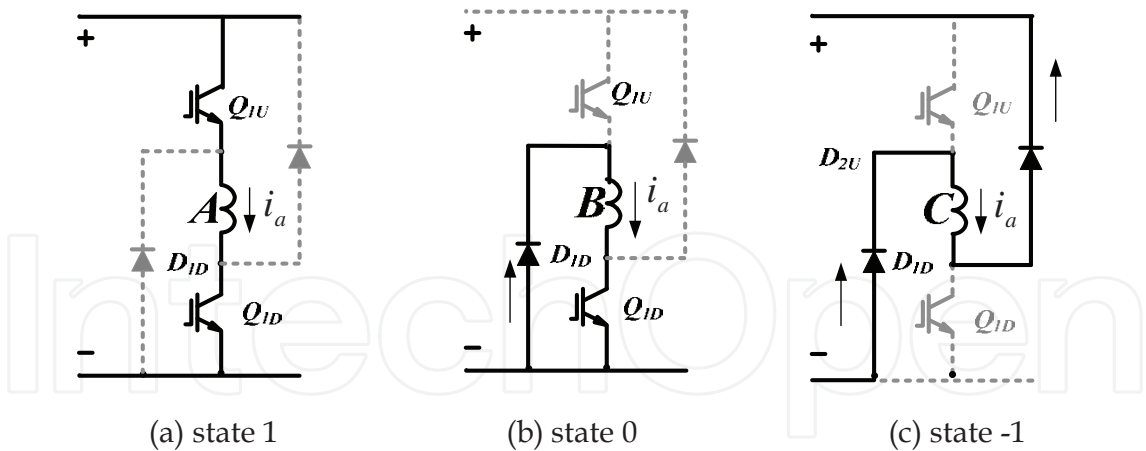 +
Q1U
A
ia
D1D
Q1D
−
(a) state 1
+
Q1U
B
ia
D1D
Q1D
−
(b) state 0
+
Q1U
D2U
C
ia
D1D
Q1D
−
(c) state -1
IntechOpen